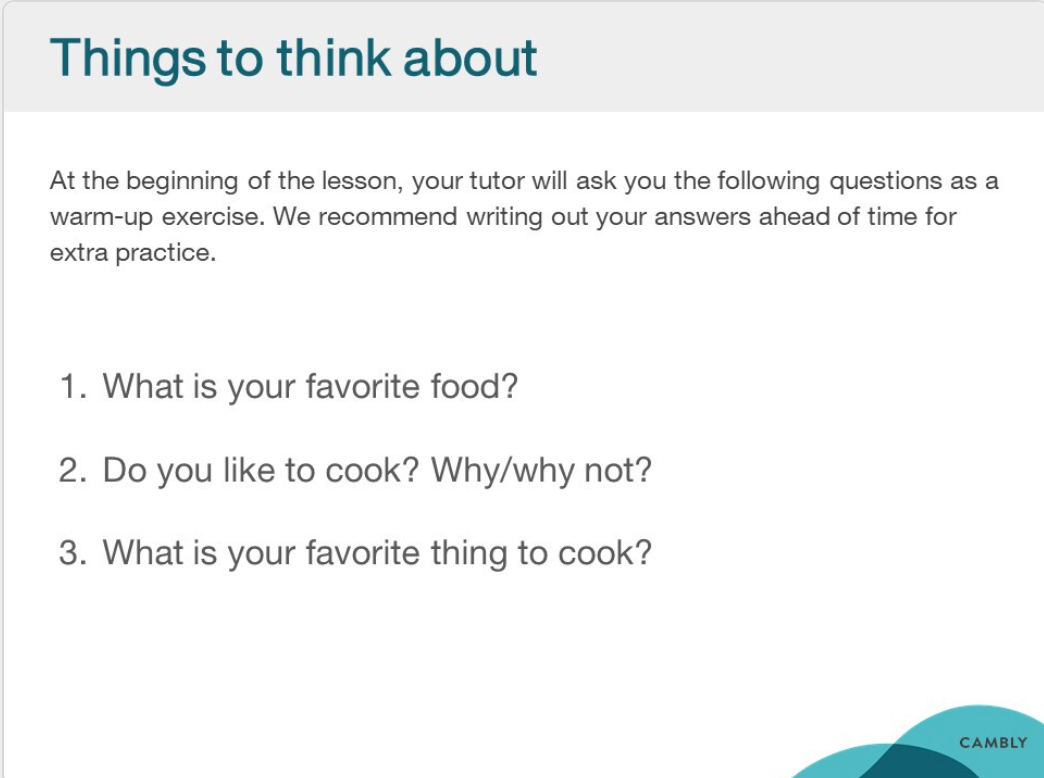 Things to think about
At the beginning of the lesson, your tutor will ask you the following questions as a
warm-up exercise. We recommend writing out your answers ahead of time for
extra practice.
1. What is your favorite food?
2. Do you like to cook? Why/why not?
3. What is your favorite thing to cook?
CAMBLY